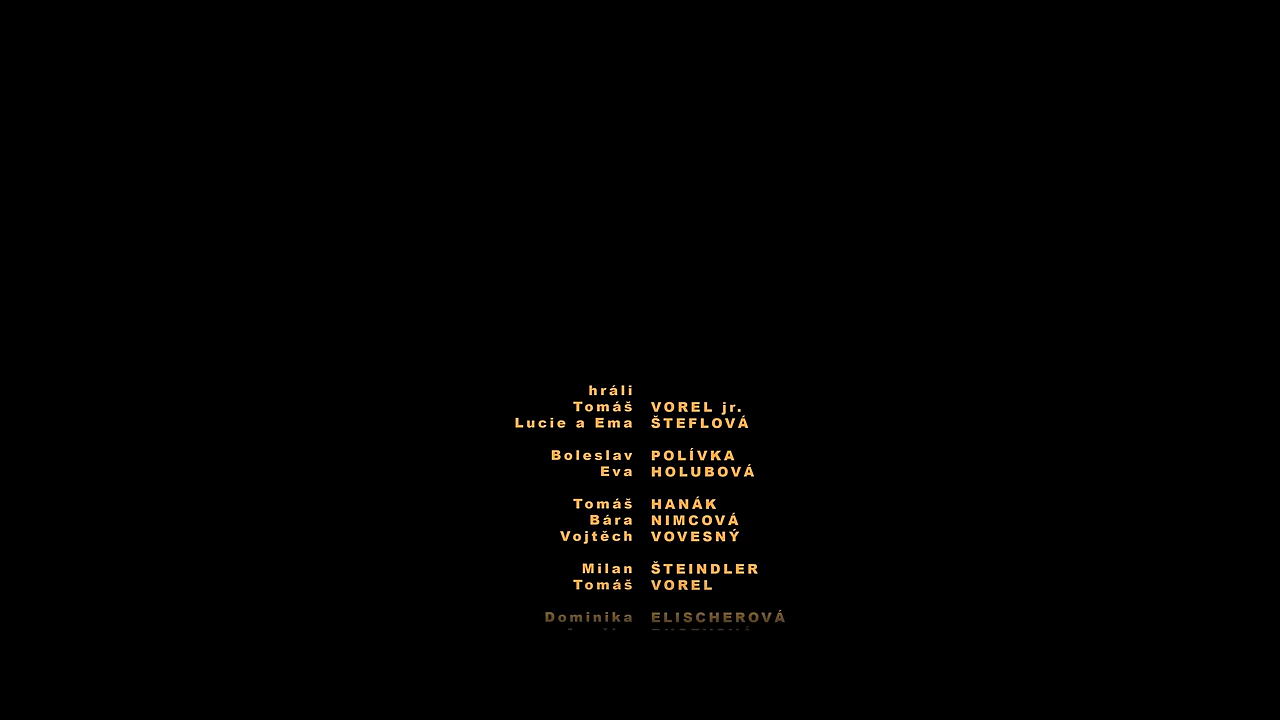 hráli
Tomáš VOREL jr.
Lucie a Ema ŠTEFLOVÁ
Boleslav POLÍVKA
Eva HOLUBOVÁ
Tomáš HANÁK
Bára NIMCOVÁ
Vojtěch VOVESNÝ
Milan ŠTEINDLER
Tomáš VOREL
Dominika ELISCHEROVÁ